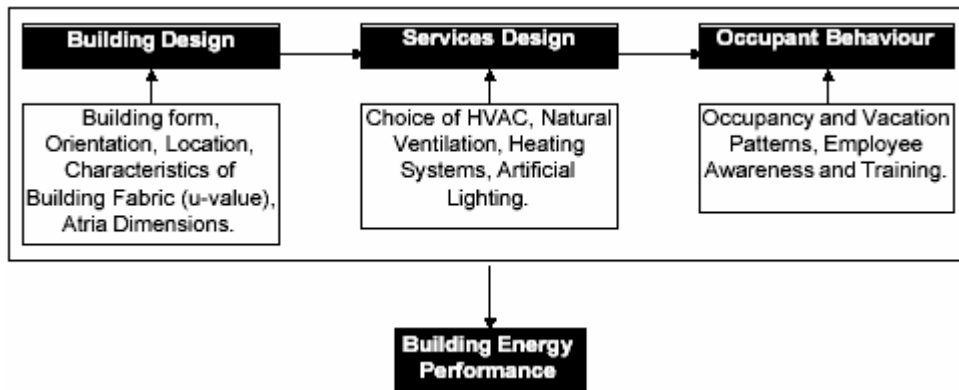 Building Design
Services Design
Occupant Behaviour
Building form,
Orientation, Location,
Characteristics of
Building Fabric (u-value),
Atria Dimensions.
Choice of HVAC, Natural
Ventilation, Heating
Systems, Artificial
Lighting.
Occupancy and Vacation
Patterns, Employee
Awareness and Training.
Building Energy
Performance